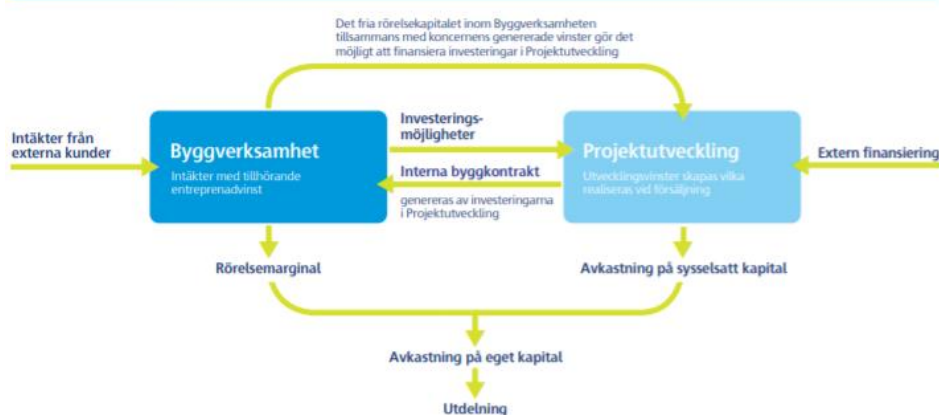 Det fria rörelsekapitalet inom Byggverksamheten
tillsammans med koncernens genererade vinster gör det
möjligt att finansiera investeringar i Projektutveckling
Intäkter från
externa kunder
Byggverksamhet
Intäkter med tillhörande
entreprenadvinst
Investerings-
möjligheter
Interna byggkontrakt
genereras av investeringarna
i Projektutveckling
Projektutveckling
Utvecklingsvinster skapas vilka
realiseras vid försäljning
Extern finansiering
Rörelsemarginal
Avkastning på sysselsatt kapital
Avkastning på eget kapital
Utdelning